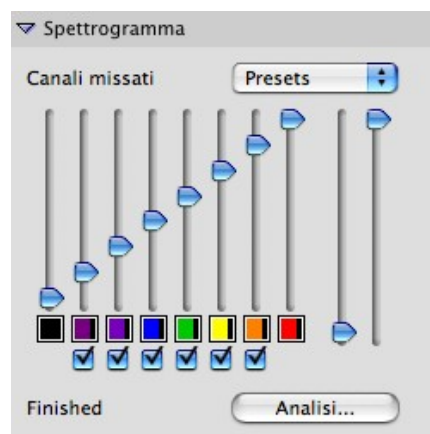 Spettrogramma
Canali missati
Presets
Finished
Analisi...